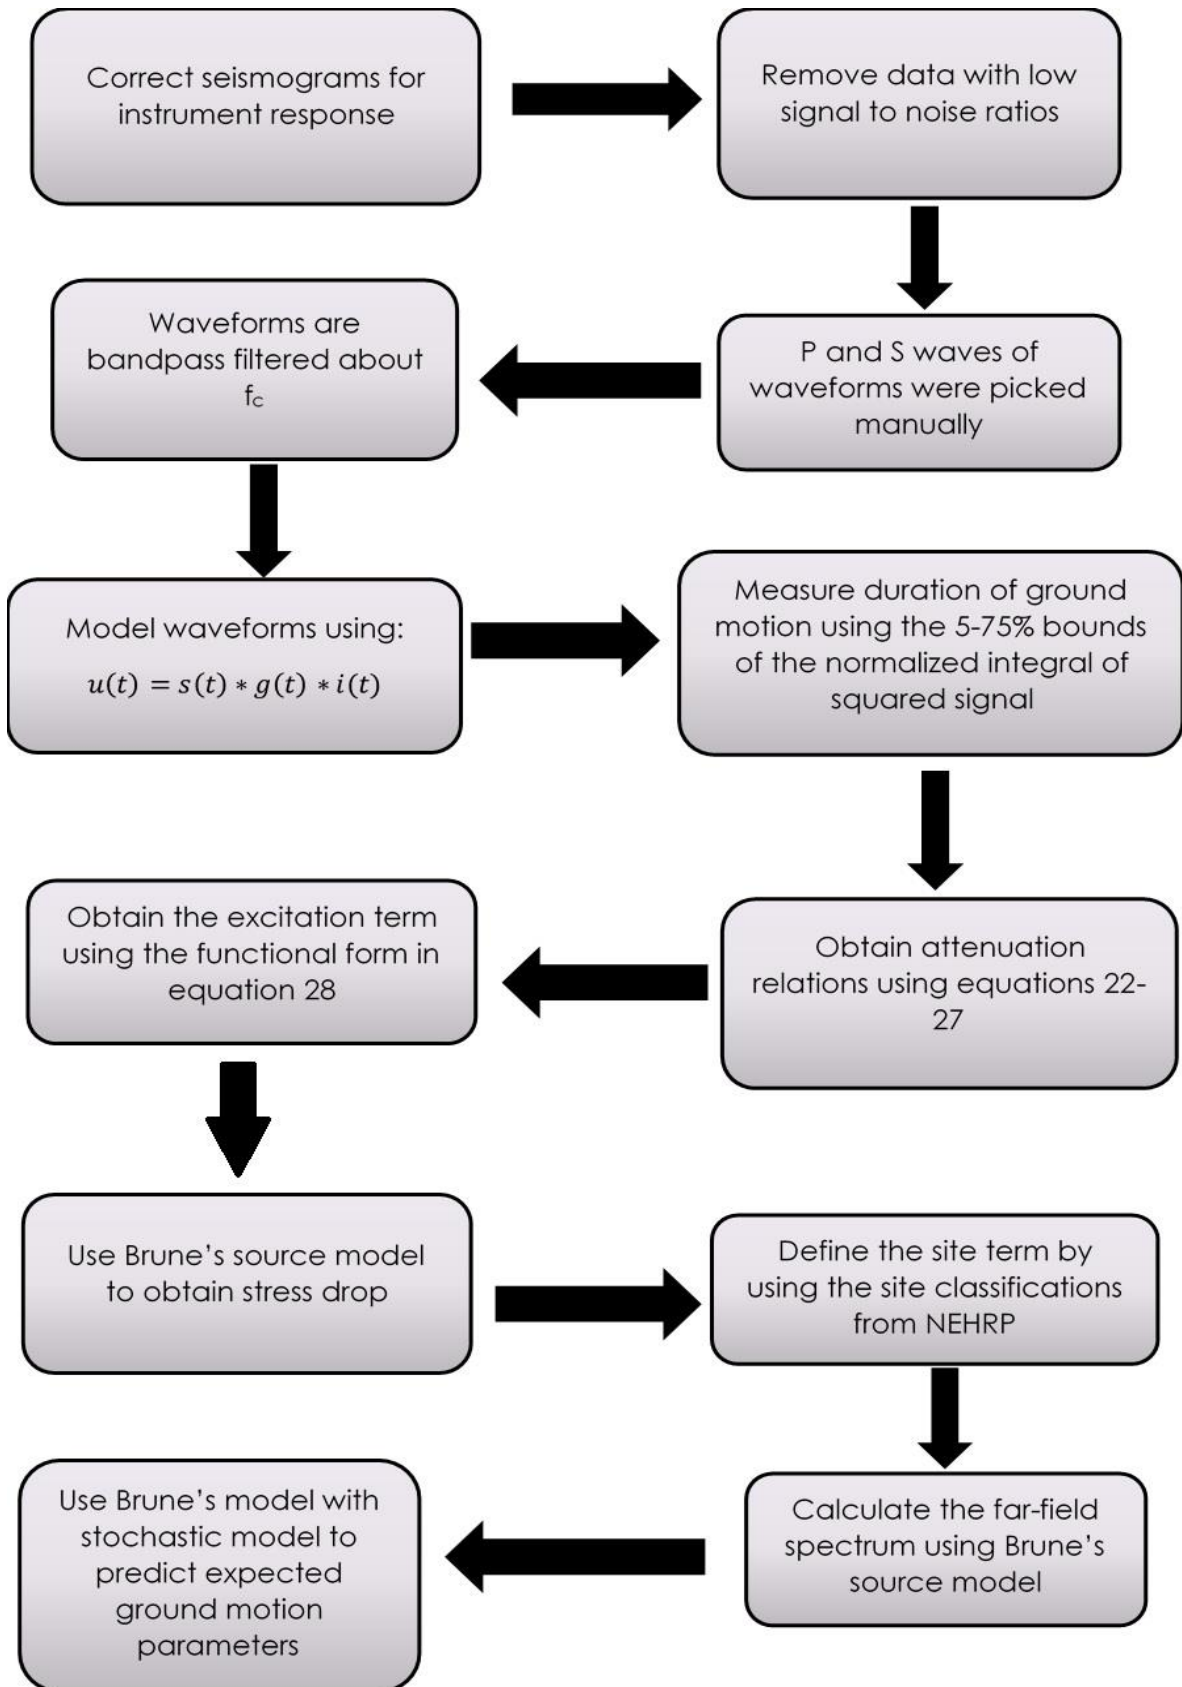 Correct seismograms for
instrument response
Remove data with low
signal to noise ratios
P and S waves of
waveforms were picked
manually
Waveforms are
bandpass filtered about
fc
Model waveforms using:
u(t) = s(t) * g(t) * i(t)
Measure duration of ground
motion using the 5-75% bounds
of the normalized integral of
squared signal
Obtain attenuation
relations using equations 22-
27
Obtain the excitation term
using the functional form in
equation 28
Use Brune’s source model
to obtain stress drop
Define the site term by
using the site classifications
from NEHRP
Calculate the far-field
spectrum using Brune’s
source model
Use Brune’s model with
stochastic model to
predict expected
ground motion
parameters